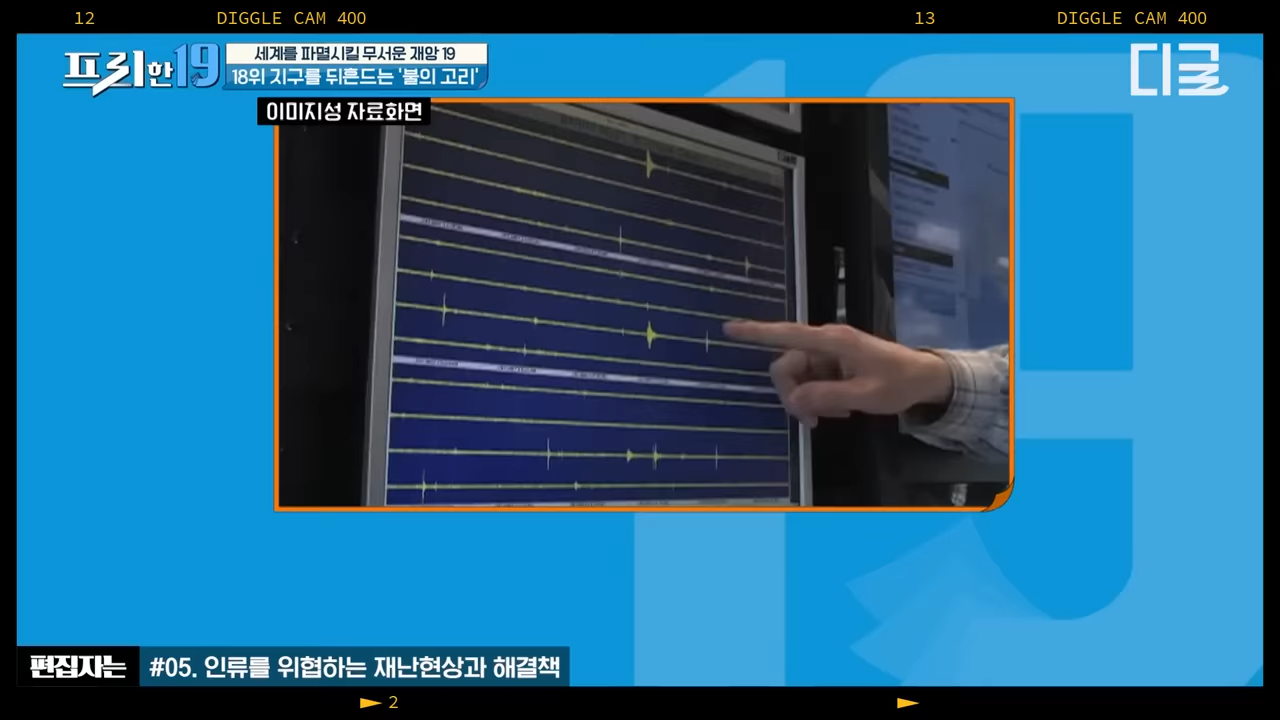 12 DIGGLE CAM 400 13 DIGGLE CAM 400
프리한19
세계를 파멸시킬 무서운 재앙 19
18위 지구를 뒤흔드는 '불의 고리'
디글
이미지성 자료화면
편집자는 #05. 인류를 위협하는 재난현상과 해결책
2